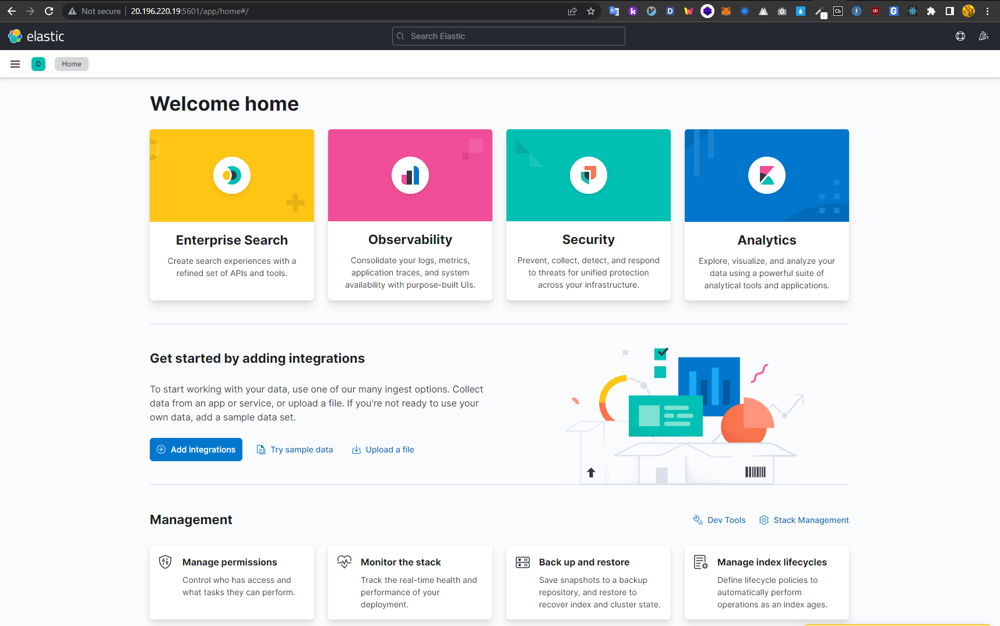 Not secure | 20.196.220.19:5601/app/home#/
elastic
Search Elastic
D
Home
Welcome home
Enterprise Search
Create search experiences with a
refined set of APIs and tools.
Observability
Consolidate your logs, metrics,
application traces, and system
availability with purpose-built UIs.
Security
Prevent, collect, detect, and respond
to threats for unified protection
across your infrastructure.
Analytics
Explore, visualize, and analyze your
data using a powerful suite of
analytical tools and applications.
Get started by adding integrations
To start working with your data, use one of our many ingest options. Collect
data from an app or service, or upload a file. If you're not ready to use your
own data, add a sample data set.
Add integrations
Try sample data
Upload a file
Management
Dev Tools
Stack Management
Manage permissions
Control who has access and
what tasks they can perform.
Monitor the stack
Track the real-time health and
performance of your
deployment.
Back up and restore
Save snapshots to a backup
repository, and restore to
recover index and cluster state.
Manage index lifecycles
Define lifecycle policies to
automatically perform
operations as an index ages.